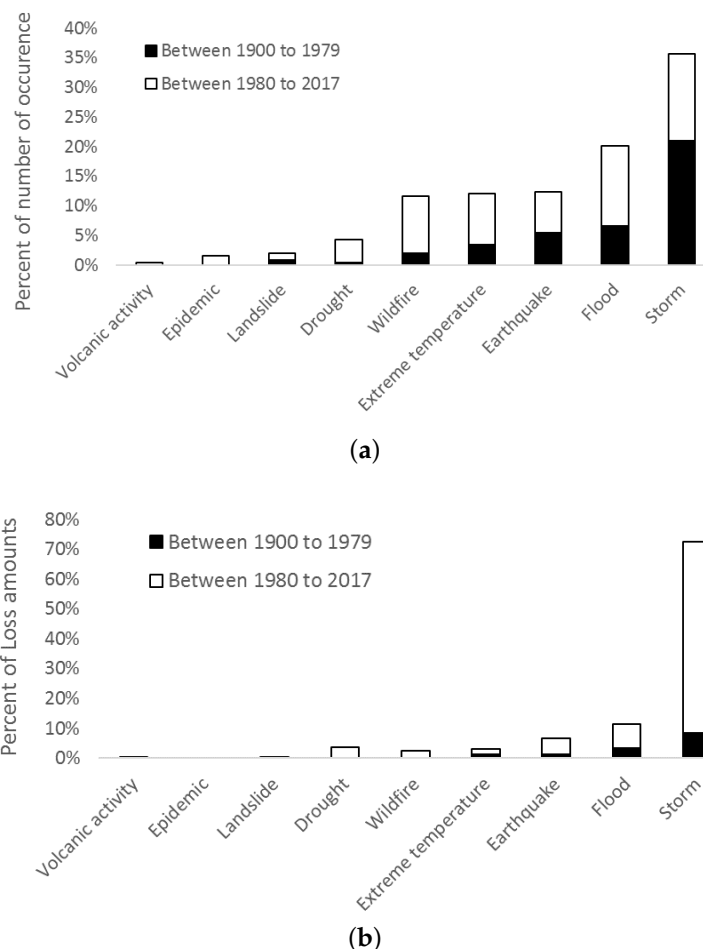 Percent of number of occurence
40%
35%
30%
25%
20%
15%
10%
5%
0%
Between 1900 to 1979
Between 1980 to 2017
Volcanic activity
Epidemic
Landslide
Drought
Wildfire
Extreme temperature
Earthquake
Flood
Storm
(a)
Percent of Loss amounts
80%
70%
60%
50%
40%
30%
20%
10%
0%
Between 1900 to 1979
Between 1980 to 2017
Volcanic activity
Epidemic
Landslide
Drought
Wildfire
Extreme temperature
Earthquake
Flood
Storm
(b)